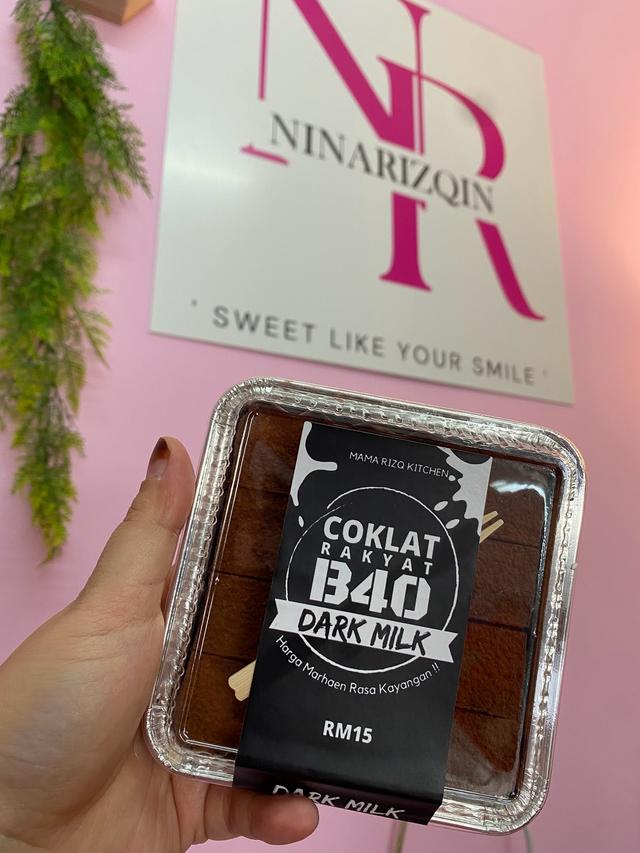 NR
NINARIZQIN
SWEET LIKE YOUR SMILE
MAMA RIZQ KITCHEN
COKLAT
RAKYAT
B40
DARK MILK
Harga Marhaen Rasa Kayangan !!
RM15
DARK MILK